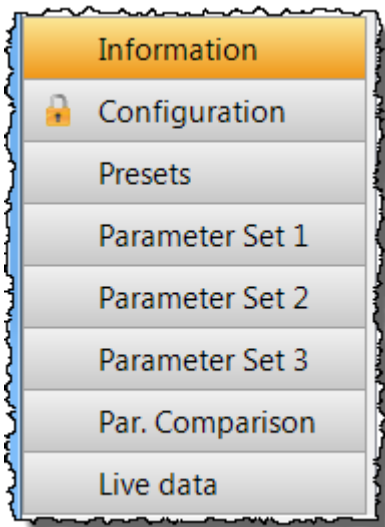 Information
Configuration
Presets
Parameter Set 1
Parameter Set 2
Parameter Set 3
Par. Comparison
Live data